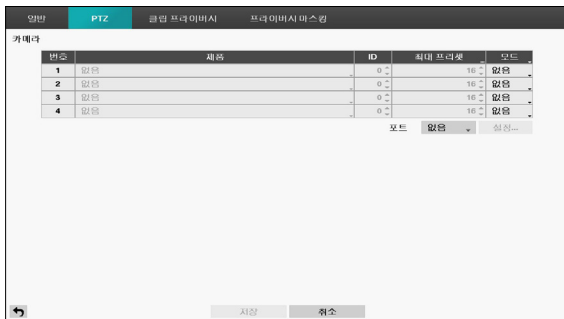 일반 PTZ 클립 프라이버시 프라이버시 마스킹
카메라
번호 제품 ID 최대 프리셋 모드
1 없음 0 16 없음
2 없음 0 16 없음
3 없음 0 16 없음
4 없음 0 16 없음
포트 없음 설정...
저장 취소